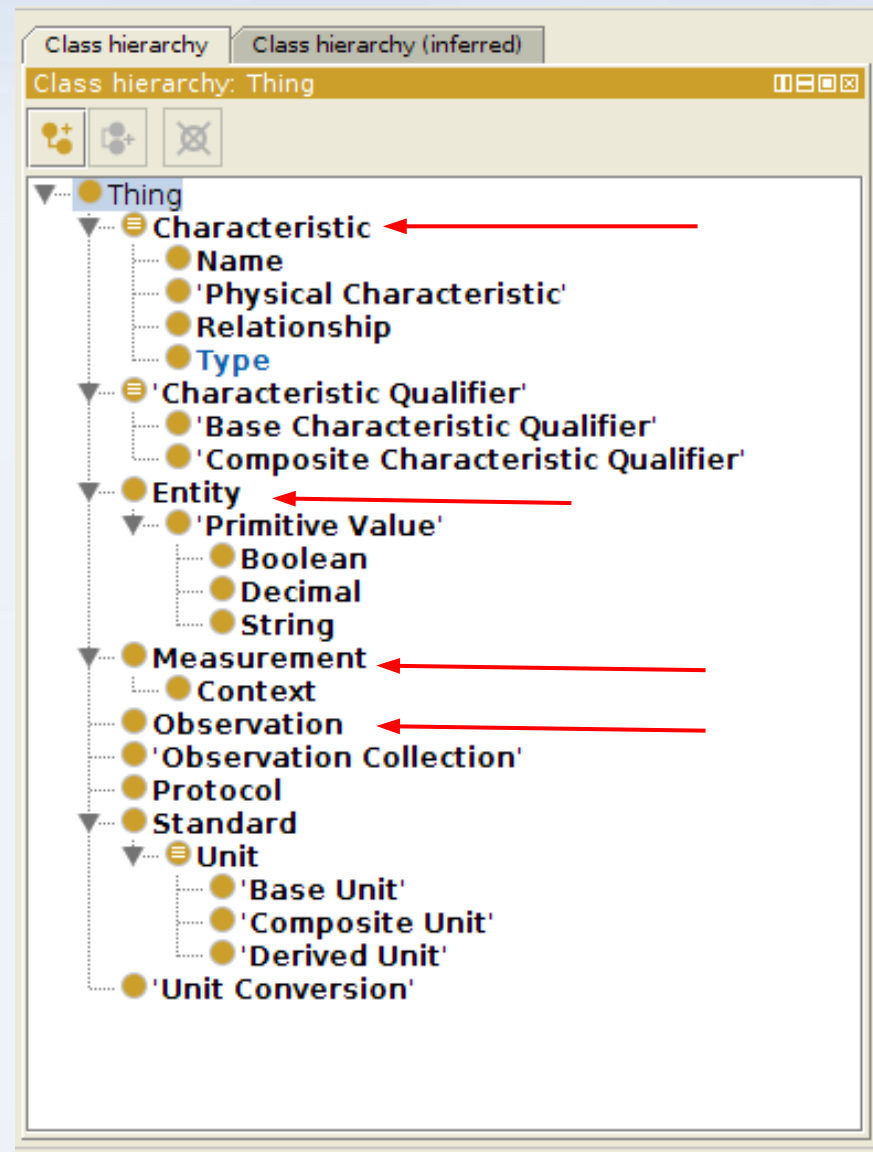 Class hierarchy Class hierarchy (inferred)
Class hierarchy: Thing
Thing
Characteristic
Name
'Physical Characteristic'
Relationship
Type
'Characteristic Qualifier'
'Base Characteristic Qualifier'
'Composite Characteristic Qualifier'
Entity
'Primitive Value'
Boolean
Decimal
String
Measurement
Context
Observation
'Observation Collection'
Protocol
Standard
Unit
'Base Unit'
'Composite Unit'
'Derived Unit'
'Unit Conversion'